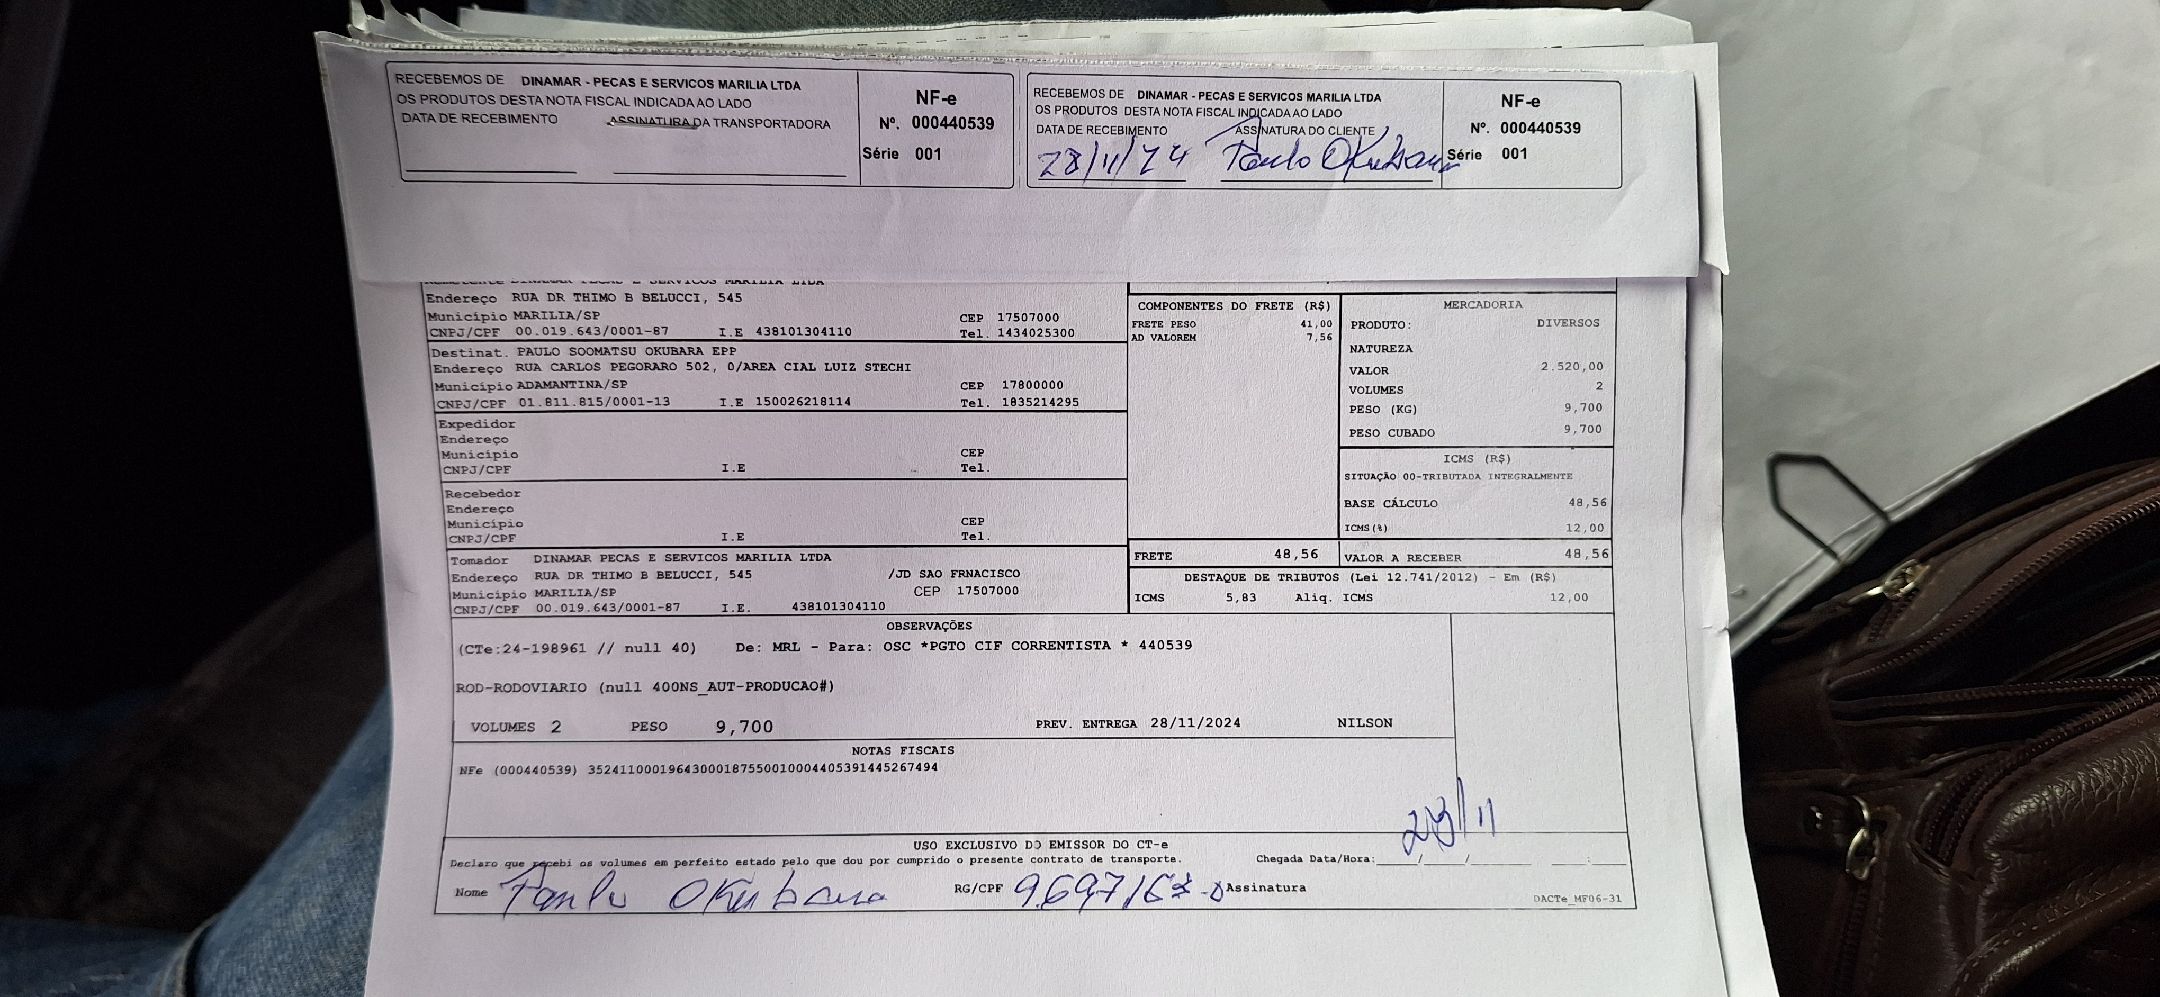 RECEBEMOS DE DINAMAR - PECAS E SERVICOS MARILIA LTDA
OS PRODUTOS DESTA NOTA FISCAL INDICADA AO LADO
DATA DE RECEBIMENTO ASSINATURA DA TRANSPORTADORA
NF-e
Nº. 000440539
Série 001
RECEBEMOS DE DINAMAR - PECAS E SERVICOS MARILIA LTDA
OS PRODUTOS DESTA NOTA FISCAL INDICADA AO LADO
DATA DE RECEBIMENTO ASSINATURA DO CLIENTE
28/11/24 Paulo Okubara
NF-e
Nº. 000440539
Série 001
DINAMAR PECAS E SERVICOS MARILIA LTDA
Endereço RUA DR THIMO B BELUCCI, 545
Município MARILIA/SP CEP 17507000
CNPJ/CPF 00.019.643/0001-87 I.E 438101304110 Tel. 1434025300
Destinat. PAULO SOOMATSU OKUBARA EPP
Endereço RUA CARLOS PEGORARO 502, 0/AREA CIAL LUIZ STECHI
Município ADAMANTINA/SP CEP 17800000
CNPJ/CPF 01.811.815/0001-13 I.E 150026218114 Tel. 1835214295
Expedidor
Endereço
Município CEP
CNPJ/CPF I.E Tel.
Recebedor
Endereço
Município CEP
CNPJ/CPF I.E Tel.
Tomador DINAMAR PECAS E SERVICOS MARILIA LTDA
Endereço RUA DR THIMO B BELUCCI, 545 /JD SAO FRNACISCO
Município MARILIA/SP CEP 17507000
CNPJ/CPF 00.019.643/0001-87 I.E. 438101304110
COMPONENTES DO FRETE (R$)
FRETE PESO 41,00
AD VALOREM 7,56
MERCADORIA
PRODUTO: DIVERSOS
NATUREZA
VALOR 2.520,00
VOLUMES 2
PESO (KG) 9,700
PESO CUBADO 9,700
ICMS (R$)
SITUAÇÃO 00-TRIBUTADA INTEGRALMENTE
BASE CÁLCULO 48,56
ICMS(%) 12,00
FRETE 48,56 VALOR A RECEBER 48,56
DESTAQUE DE TRIBUTOS (Lei 12.741/2012) - Em (R$)
ICMS 5,83 Aliq. ICMS 12,00
OBSERVAÇÕES
(CTe:24-198961 // null 40) De: MRL - Para: OSC *PGTO CIF CORRENTISTA * 440539
ROD-RODOVIARIO (null 400NS_AUT-PRODUCAO#)
VOLUMES 2 PESO 9,700 PREV. ENTREGA 28/11/2024 NILSON
NOTAS FISCAIS
NFe (000440539) 35241100019643000187550010004405391445267494
28/11
USO EXCLUSIVO DO EMISSOR DO CT-e
Declaro que recebi os volumes em perfeito estado pelo que dou por cumprido o presente contrato de transporte. Chegada Data/Hora:____/____/______ ____:____
Nome Paulo Okubara RG/CPF Assinatura
DACTe_MF06-31